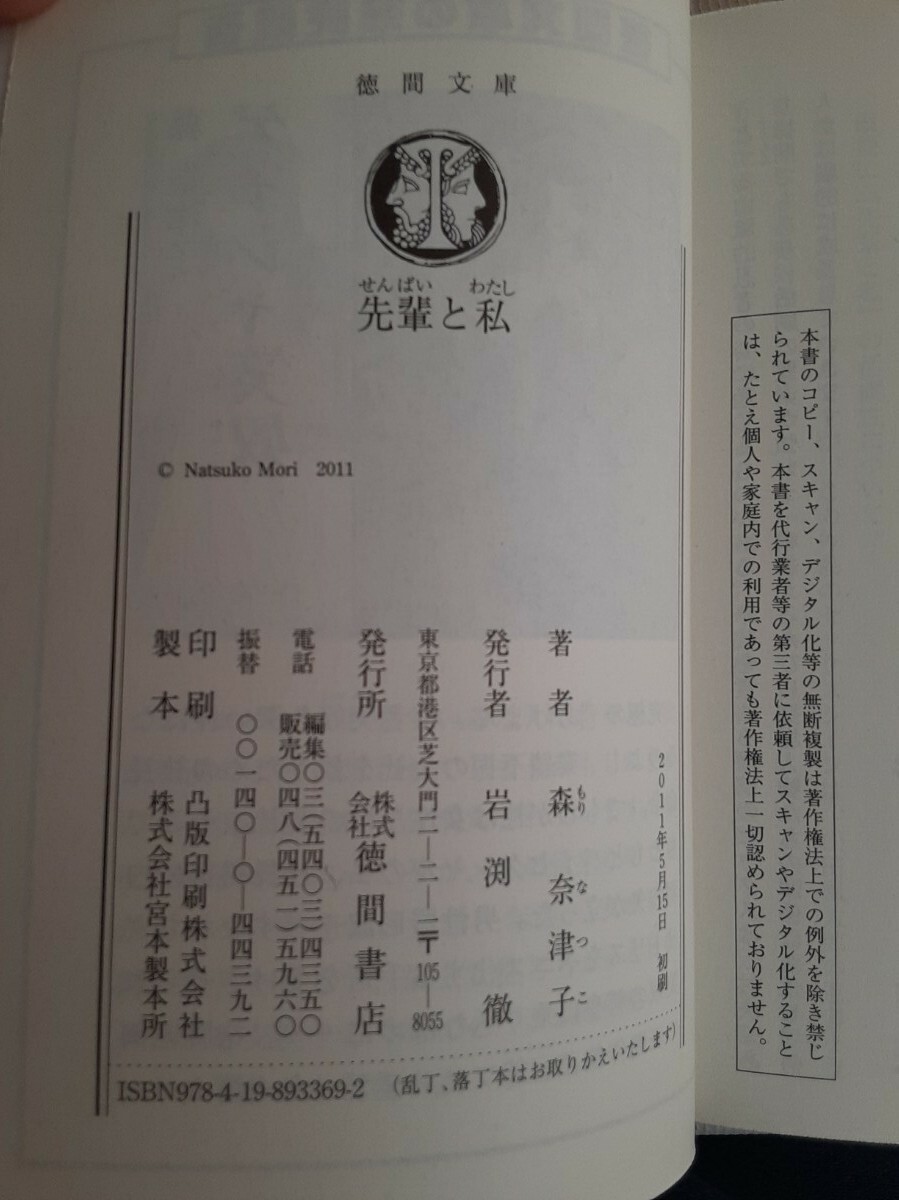 徳間文庫
せんぱい わたし
先輩と私
© Natsuko Mori 2011
2011年5月15日 初刷
もり な つ こ
著者 森奈津子
発行者 岩渕徹
東京都港区芝大門二―二―一〒105―8055
発行所 株式会社徳間書店
電話 編集〇三(五四〇三)四三五〇
販売〇四八(四五一)五九六〇
振替 〇〇一四〇―〇―四四三九二
印刷 凸版印刷株式会社
製本 株式会社宮本製本所
ISBN978-4-19-893369-2 (乱丁、落丁本はお取りかえいたします)
本書のコピー、スキャン、デジタル化等の無断複製は著作権法上での例外を除き禁じ
られています。本書を代行業者等の第三者に依頼してスキャンやデジタル化すること
は、たとえ個人や家庭内での利用であっても著作権法上一切認められておりません。